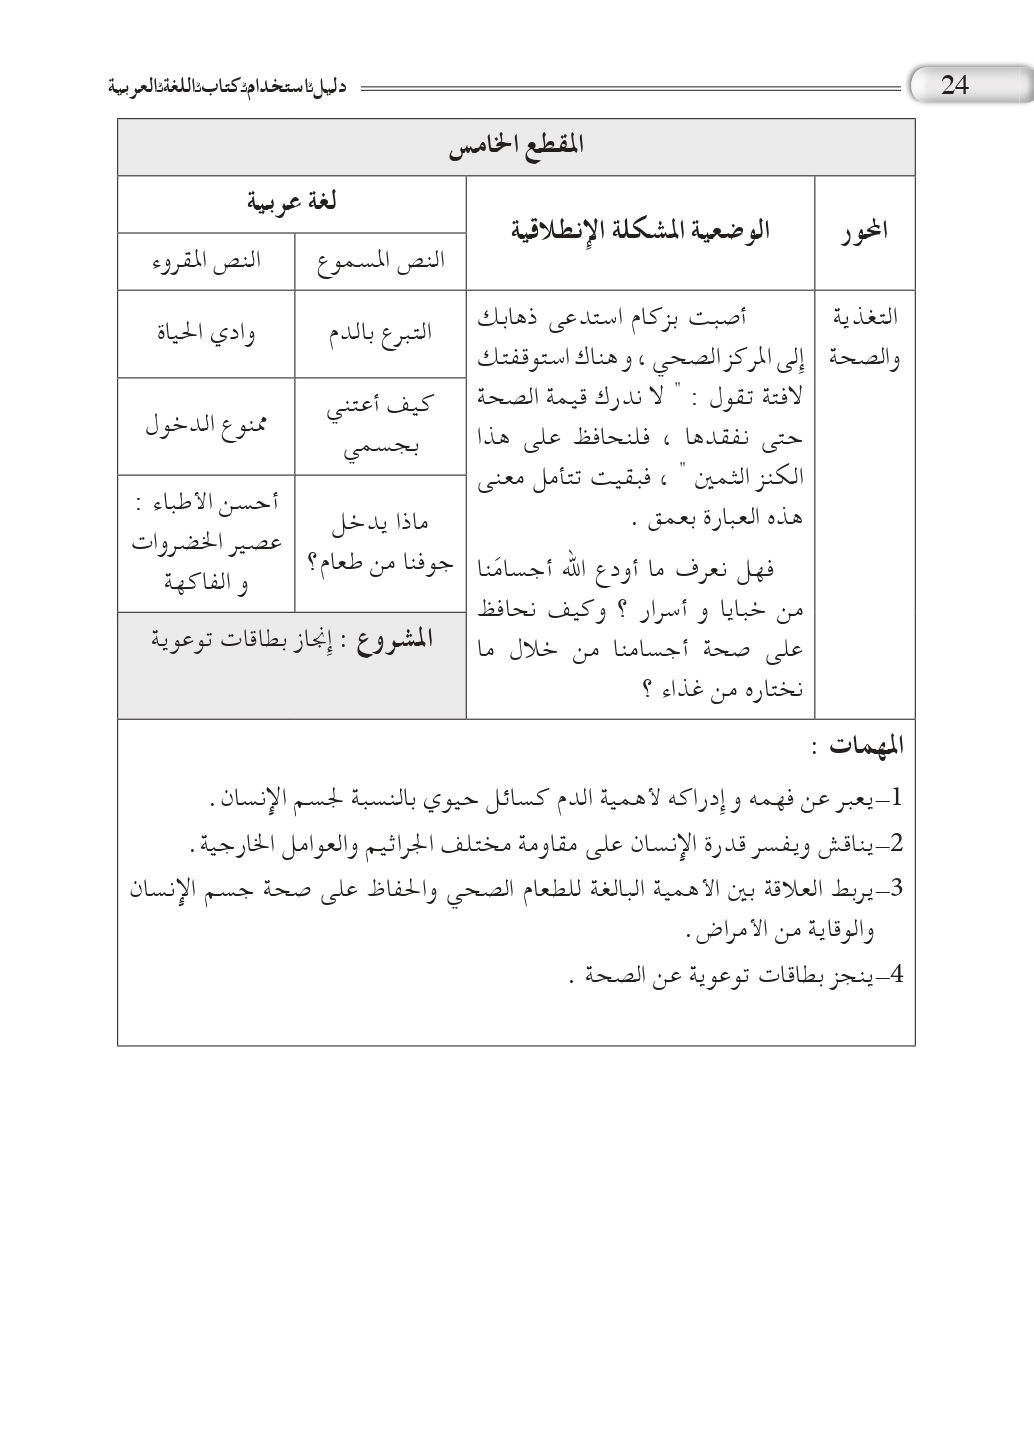 24
دليل استخدام كتاب اللغة العربية
المقطع الخامس
المحور
الوضعية المشكلة الإنطلاقية
لغة عربية
النص المسموع
النص المقروء
التغذية
والصحة
أصبت بزكام استدعى ذهابك
إلى المركز الصحي ، وهناك استوقفتك
لافتة تقول : " لا ندرك قيمة الصحة
حتى نفقدها ، فلنحافظ على هذا
الكنز الثمين " ، فبقيت تتأمل معنى
هذه العبارة بعمق .
فهل نعرف ما أودع الله أجسامَنا
من خبايا و أسرار ؟ وكيف نحافظ
على صحة أجسامنا من خلال ما
نختاره من غذاء ؟
التبرع بالدم
وادي الحياة
كيف أعتني
بجسمي
ممنوع الدخول
ماذا يدخل
جوفنا من طعام؟
أحسن الأطباء :
عصير الخضروات
و الفاكهة
المشروع : إنجاز بطاقات توعوية
المهمات :
1–يعبر عن فهمه و إدراكه لأهمية الدم كسائل حيوي بالنسبة لجسم الإنسان.
2–يناقش ويفسر قدرة الإنسان على مقاومة مختلف الجراثيم والعوامل الخارجية.
3–يربط العلاقة بين الأهمية البالغة للطعام الصحي والحفاظ على صحة جسم الإنسان
والوقاية من الأمراض.
4–ينجز بطاقات توعوية عن الصحة .